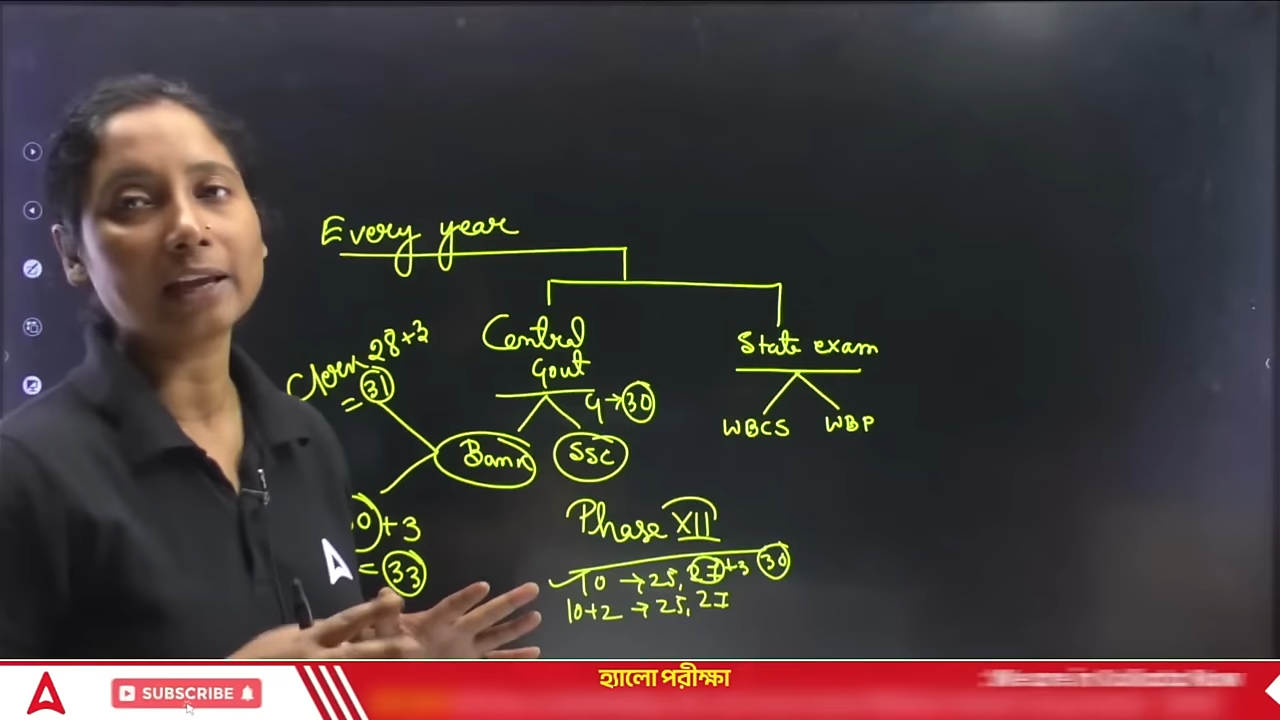 Every year
Central
Govt
State exam
Clerk 28+3
= 31
G → 30
Bank
SSC
WBCS
WBP
+3
= 33
Phase XII
10 → 25, 27+3 30
10+2 → 25, 27
SUBSCRIBE
হ্যালো পরীক্ষা